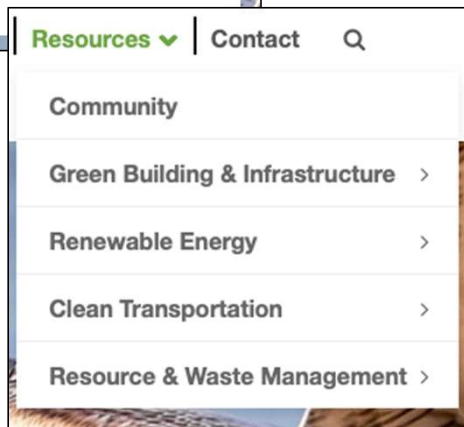 Resources Contact
Community
Green Building & Infrastructure
Renewable Energy
Clean Transportation
Resource & Waste Management